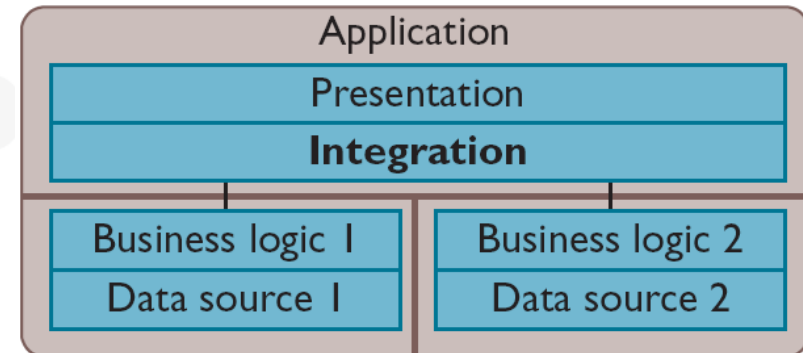 Application
Presentation
Integration
Business logic 1
Data source 1
Business logic 2
Data source 2